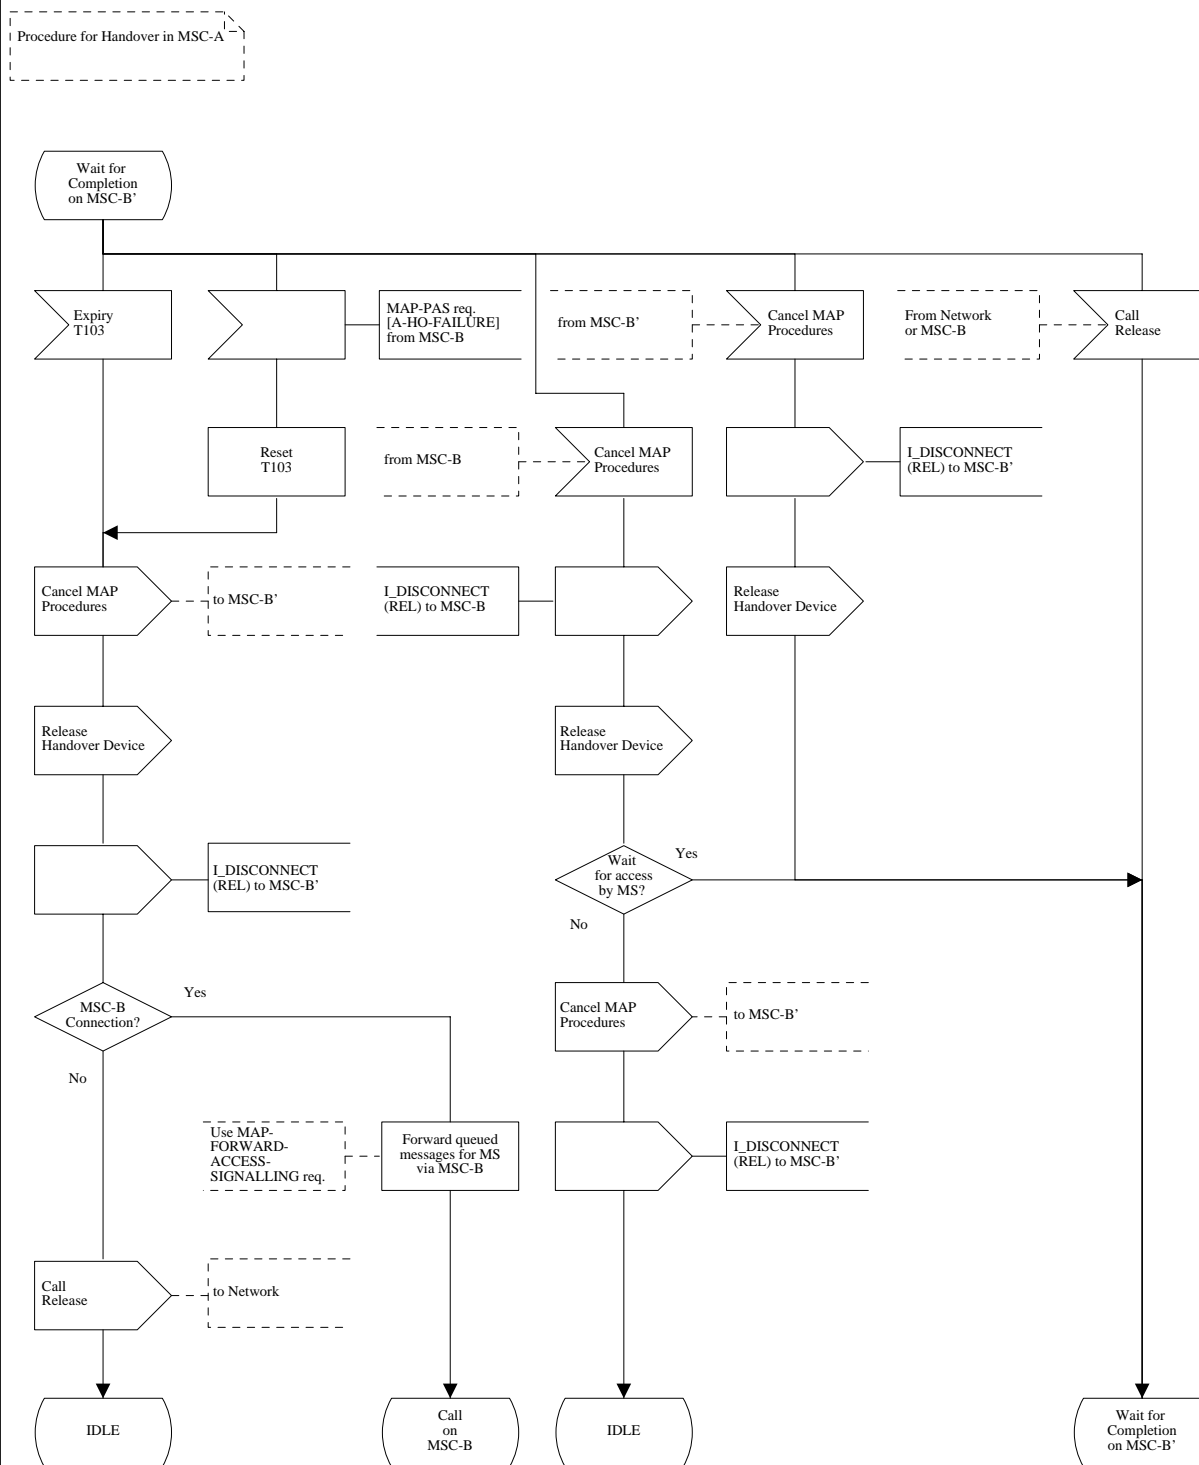 Procedure for Handover in MSC-A
Wait for
Completion
on MSC-B'
Expiry
T103
MAP-PAS req.
[A-HO-FAILURE]
from MSC-B
from MSC-B'
Cancel MAP
Procedures
From Network
or MSC-B
Call
Release
Reset
T103
from MSC-B
Cancel MAP
Procedures
I_DISCONNECT
(REL) to MSC-B'
Cancel MAP
Procedures
to MSC-B'
I_DISCONNECT
(REL) to MSC-B
Release
Handover Device
Release
Handover Device
Release
Handover Device
I_DISCONNECT
(REL) to MSC-B'
Wait
for access
by MS?
Yes
No
MSC-B
Connection?
Yes
No
Cancel MAP
Procedures
to MSC-B'
Use MAP-
FORWARD-
ACCESS-
SIGNALLING req.
Forward queued
messages for MS
via MSC-B
I_DISCONNECT
(REL) to MSC-B'
Call
Release
to Network
IDLE
Call
on
MSC-B
IDLE
Wait for
Completion
on MSC-B'